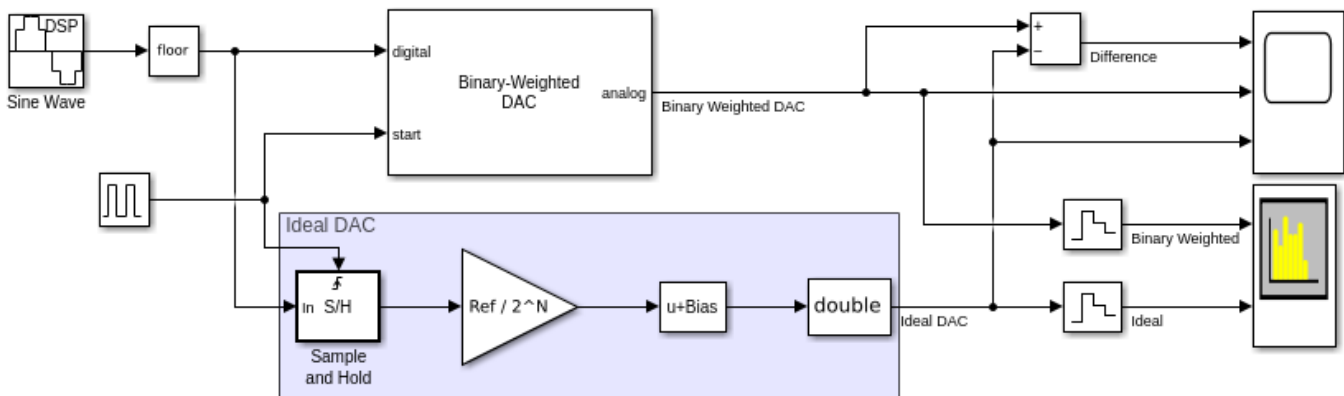 DSP
Sine Wave
floor
digital
start
Binary-Weighted
DAC
analog
Binary Weighted DAC
+
−
Difference
Ideal DAC
In
S/H
Sample
and Hold
Ref / 2^N
u+Bias
double
Ideal DAC
Binary Weighted
Ideal